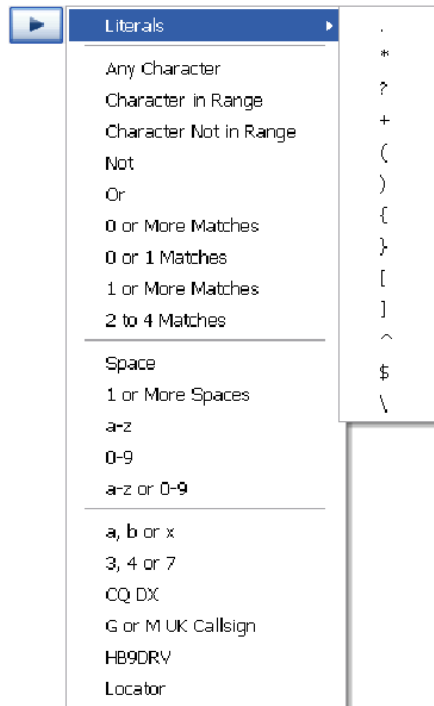 Literals
Any Character
Character in Range
Character Not in Range
Not
Or
0 or More Matches
0 or 1 Matches
1 or More Matches
2 to 4 Matches
Space
1 or More Spaces
a-z
0-9
a-z or 0-9
a, b or x
3, 4 or 7
CQ DX
G or M UK Callsign
HB9DRV
Locator
.
*
?
+
(
)
{
}
[
]
^
$
\